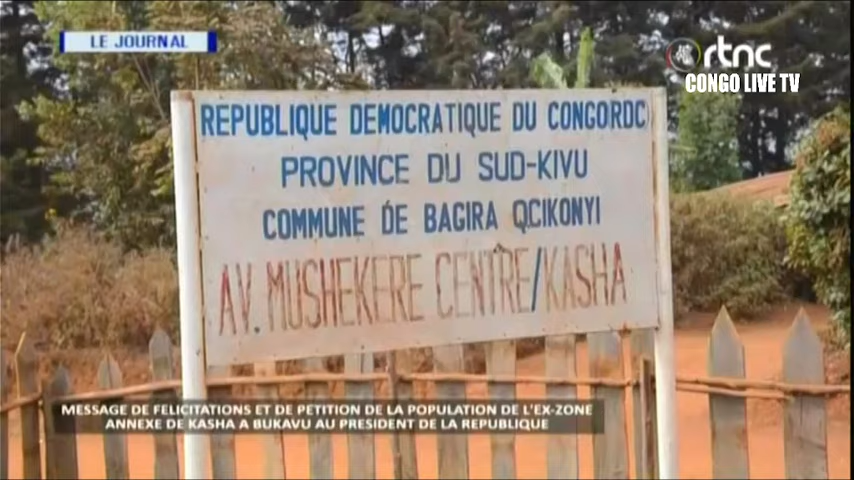 LE JOURNAL
rtnc
CONGO LIVE TV
REPUBLIQUE DEMOCRATIQUE DU CONGORDC)
PROVINCE DU SUD-KIVU
COMMUNE DE BAGIRA Q.CIKONYI
AV. MUSHEKERE CENTRE/KASHA
MESSAGE DE FELICITATIONS ET DE PETITION DE LA POPULATION DE L'EX-ZONE
ANNEXE DE KASHA A BUKAVU AU PRESIDENT DE LA REPUBLIQUE